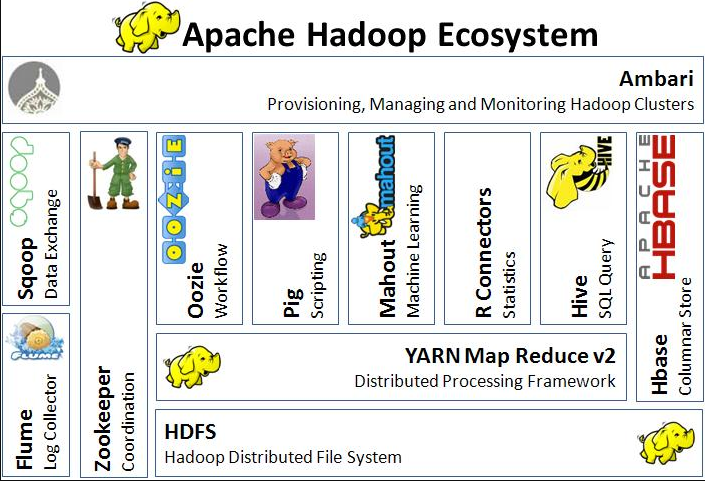 Apache Hadoop Ecosystem
Ambari
Provisioning, Managing and Monitoring Hadoop Clusters
sqoop
Sqoop
Data Exchange
FLUME
Flume
Log Collector
Zookeeper
Coordination
OOZIE
Oozie
Workflow
Pig
Scripting
mahout
Mahout
Machine Learning
R Connectors
Statistics
HIVE
Hive
SQL Query
APACHE
HBASE
Hbase
Columnar Store
YARN Map Reduce v2
Distributed Processing Framework
HDFS
Hadoop Distributed File System